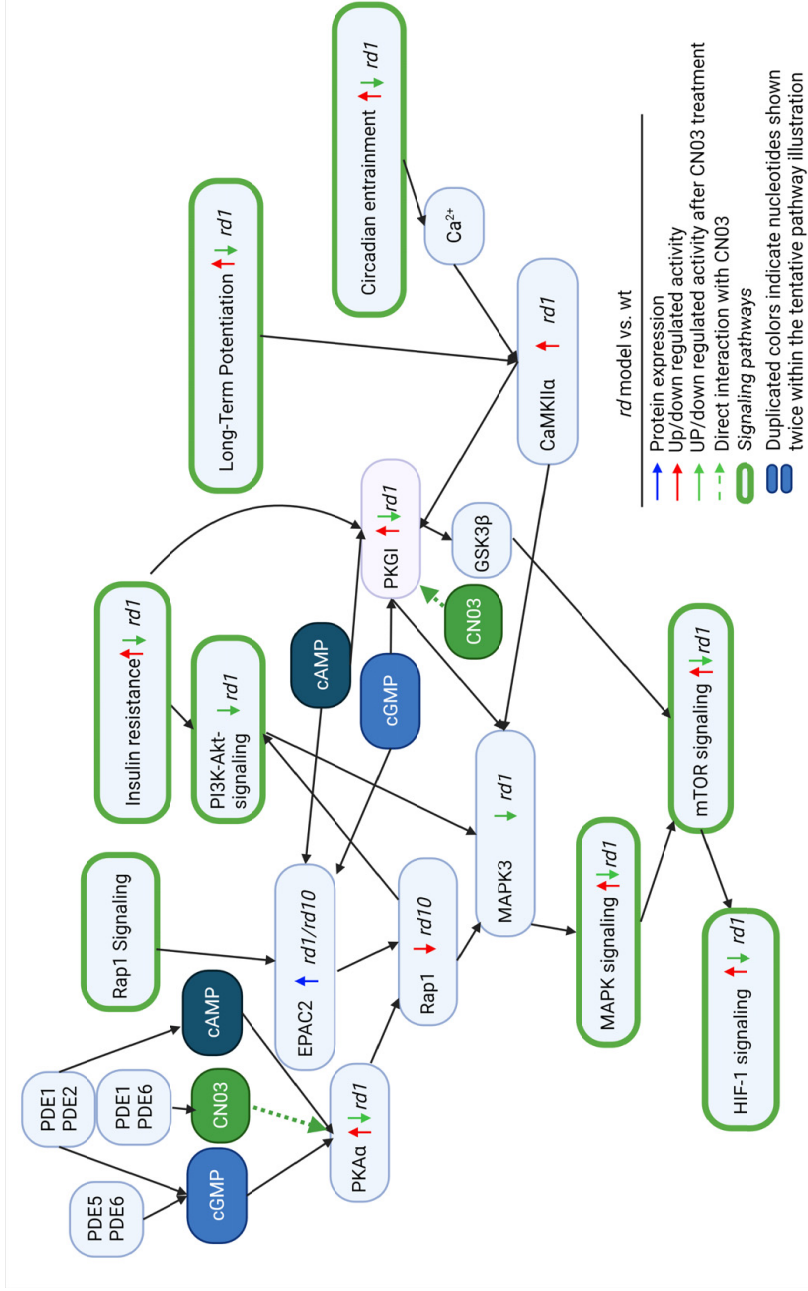 PDE5
PDE6
PDE1
PDE2
PDE1
PDE6
cGMP
CN03
cAMP
Rap1 Signaling
Insulin resistance ↑↓ rd1
PI3K-Akt-
signaling ↓ rd1
Long-Term Potentiation ↑↓ rd1
Circadian entrainment ↑↓ rd1
PKAα ↑↓ rd1
EPAC2 ↑ rd1/rd10
cAMP
cGMP
PKGI ↑↓ rd1
CN03
GSK3β
Ca²⁺
CaMKIIα ↑ rd1
Rap1 ↓ rd10
MAPK3 ↓ rd1
MAPK signaling ↑↓ rd1
mTOR signaling ↑↓ rd1
HIF-1 signaling ↑↓ rd1
rd model vs. wt
Protein expression
Up/down regulated activity
UP/down regulated activity after CN03 treatment
Direct interaction with CN03
Signaling pathways
Duplicated colors indicate nucleotides shown
twice within the tentative pathway illustration